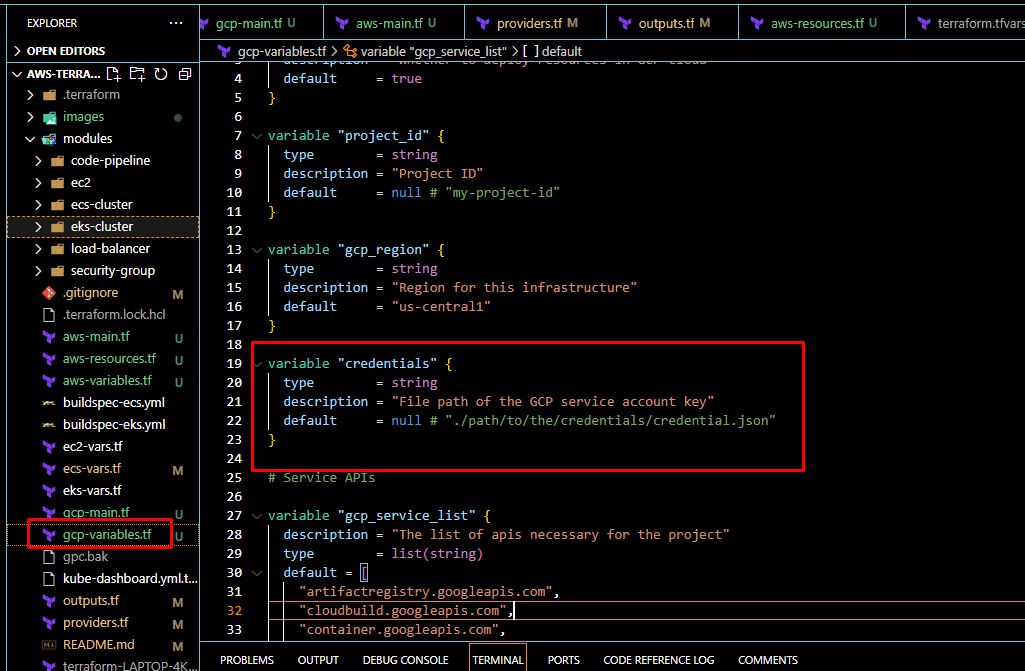 EXPLORER ...
OPEN EDITORS
AWS-TERRA...
.terraform
images
modules
code-pipeline
ec2
ecs-cluster
eks-cluster
load-balancer
security-group
.gitignore M
.terraform.lock.hcl
aws-main.tf U
aws-resources.tf U
aws-variables.tf U
buildspec-ecs.yml
buildspec-eks.yml
ec2-vars.tf
ecs-vars.tf M
eks-vars.tf
gcp-main.tf U
gcp-variables.tf U
gpc.bak
kube-dashboard.yml.t...
outputs.tf M
providers.tf M
README.md M
terraform-LAPTOP-4K...
gcp-main.tf U aws-main.tf U providers.tf M outputs.tf M aws-resources.tf U terraform.tfvars
gcp-variables.tf > variable "gcp_service_list" > [ ] default
3 description = "Whether to deploy resources in GCP cloud"
4 default = true
5 }
6
7 variable "project_id" {
8 type = string
9 description = "Project ID"
10 default = null # "my-project-id"
11 }
12
13 variable "gcp_region" {
14 type = string
15 description = "Region for this infrastructure"
16 default = "us-central1"
17 }
18
19 variable "credentials" {
20 type = string
21 description = "File path of the GCP service account key"
22 default = null # "./path/to/the/credentials/credential.json"
23 }
24
25 # Service APIs
26
27 variable "gcp_service_list" {
28 description = "The list of apis necessary for the project"
29 type = list(string)
30 default = [
31 "artifactregistry.googleapis.com",
32 "cloudbuild.googleapis.com",
33 "container.googleapis.com",
PROBLEMS OUTPUT DEBUG CONSOLE TERMINAL PORTS CODE REFERENCE LOG COMMENTS